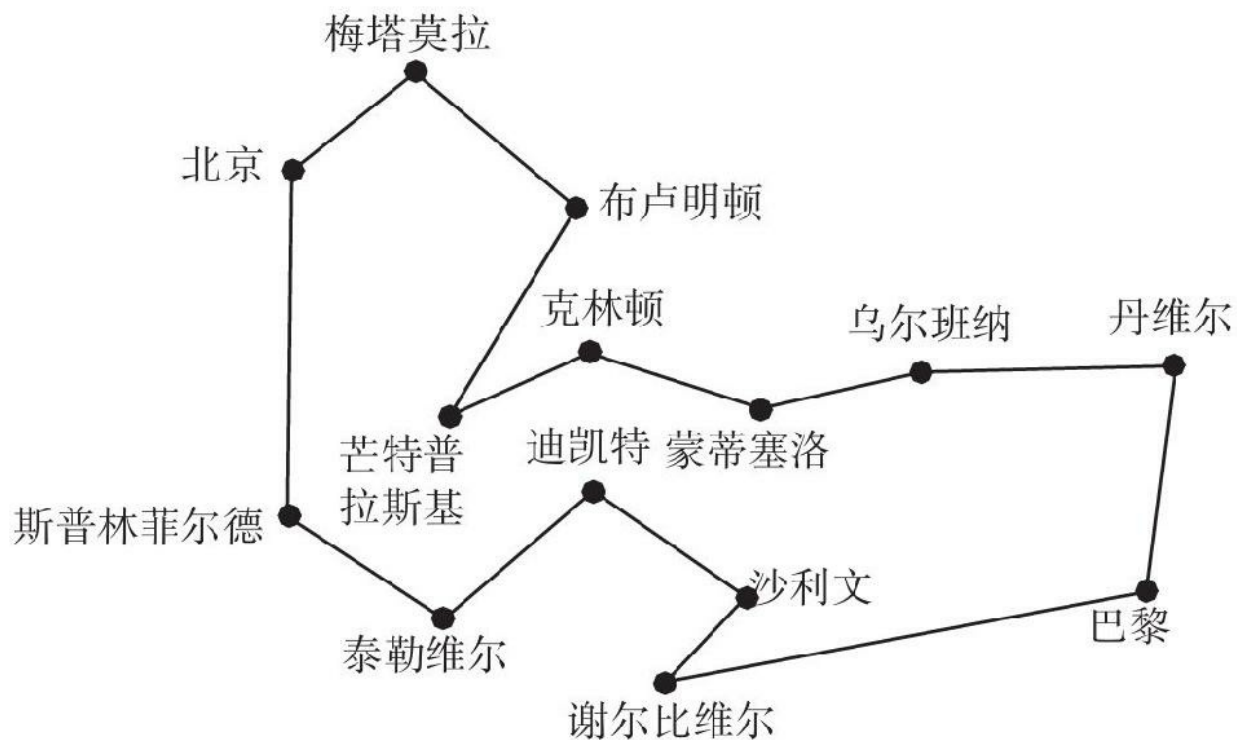 梅塔莫拉
北京
布卢明顿
克林顿
乌尔班纳
丹维尔
芒特普
拉斯基
迪凯特
蒙蒂塞洛
斯普林菲尔德
沙利文
巴黎
泰勒维尔
谢尔比维尔